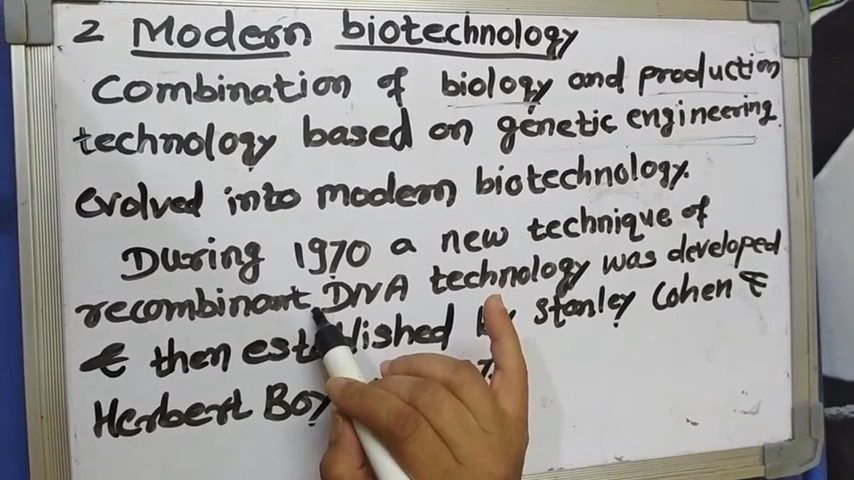 2 Modern biotechnology
Combination of biology and production
technology based on genetic engineering
evolved into modern biotechnology.
During 1970 a new technique of
recombinant DNA technology was developed
& then established by Stanley Cohen &
Herbert